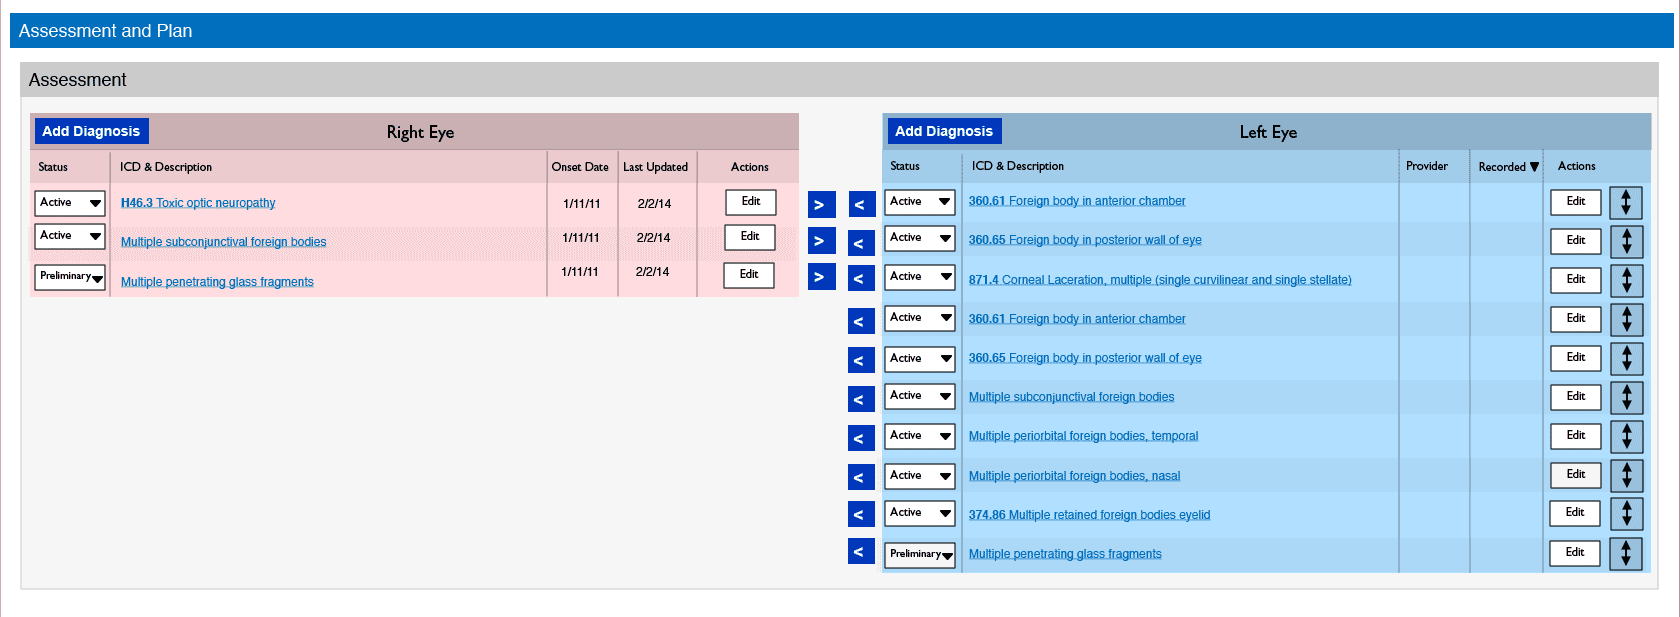 Assessment and Plan
Assessment
Add Diagnosis Right Eye
Status ICD & Description Onset Date Last Updated Actions
Active H46.3 Toxic optic neuropathy 1/11/11 2/2/14 Edit >
Active Multiple subconjunctival foreign bodies 1/11/11 2/2/14 Edit >
Preliminary Multiple penetrating glass fragments 1/11/11 2/2/14 Edit >
Add Diagnosis Left Eye
Status ICD & Description Provider Recorded Actions
< Active 360.61 Foreign body in anterior chamber Edit
< Active 360.65 Foreign body in posterior wall of eye Edit
< Active 871.4 Corneal Laceration, multiple (single curvilinear and single stellate) Edit
< Active 360.61 Foreign body in anterior chamber Edit
< Active 360.65 Foreign body in posterior wall of eye Edit
< Active Multiple subconjunctival foreign bodies Edit
< Active Multiple periorbital foreign bodies, temporal Edit
< Active Multiple periorbital foreign bodies, nasal Edit
< Active 374.86 Multiple retained foreign bodies eyelid Edit
< Preliminary Multiple penetrating glass fragments Edit